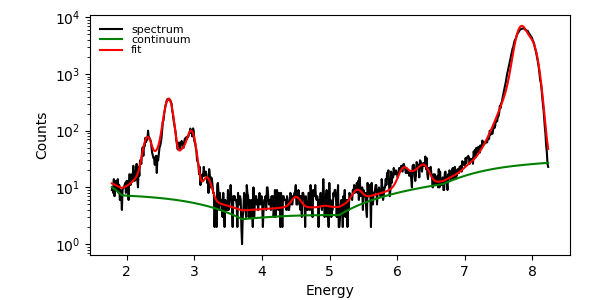 10⁴
10³
10²
10¹
10⁰
Counts
spectrum
continuum
fit
2 3 4 5 6 7 8
Energy